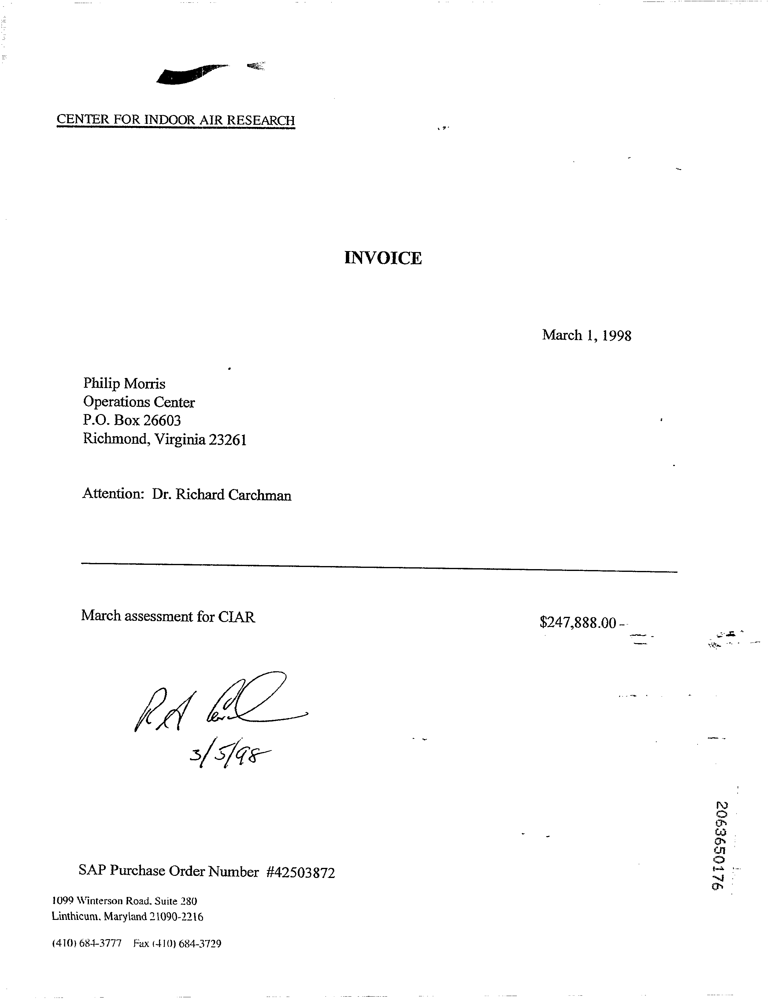 CENTER FOR INDOOR AIR RESEARCH
INVOICE
March 1, 1998
Philip Morris
Operations Center
P.O. Box 26603
Richmond, Virginia 23261
Attention: Dr. Richard Carchman
March assessment for CIAR
$247,888.00
3/5/98
2063650176
SAP Purchase Order Number #42503872
1099 Winterson Road, Suite 280
Linthicum, Maryland 21090-2216
(410) 684-3777 Fax (410) 684-3729